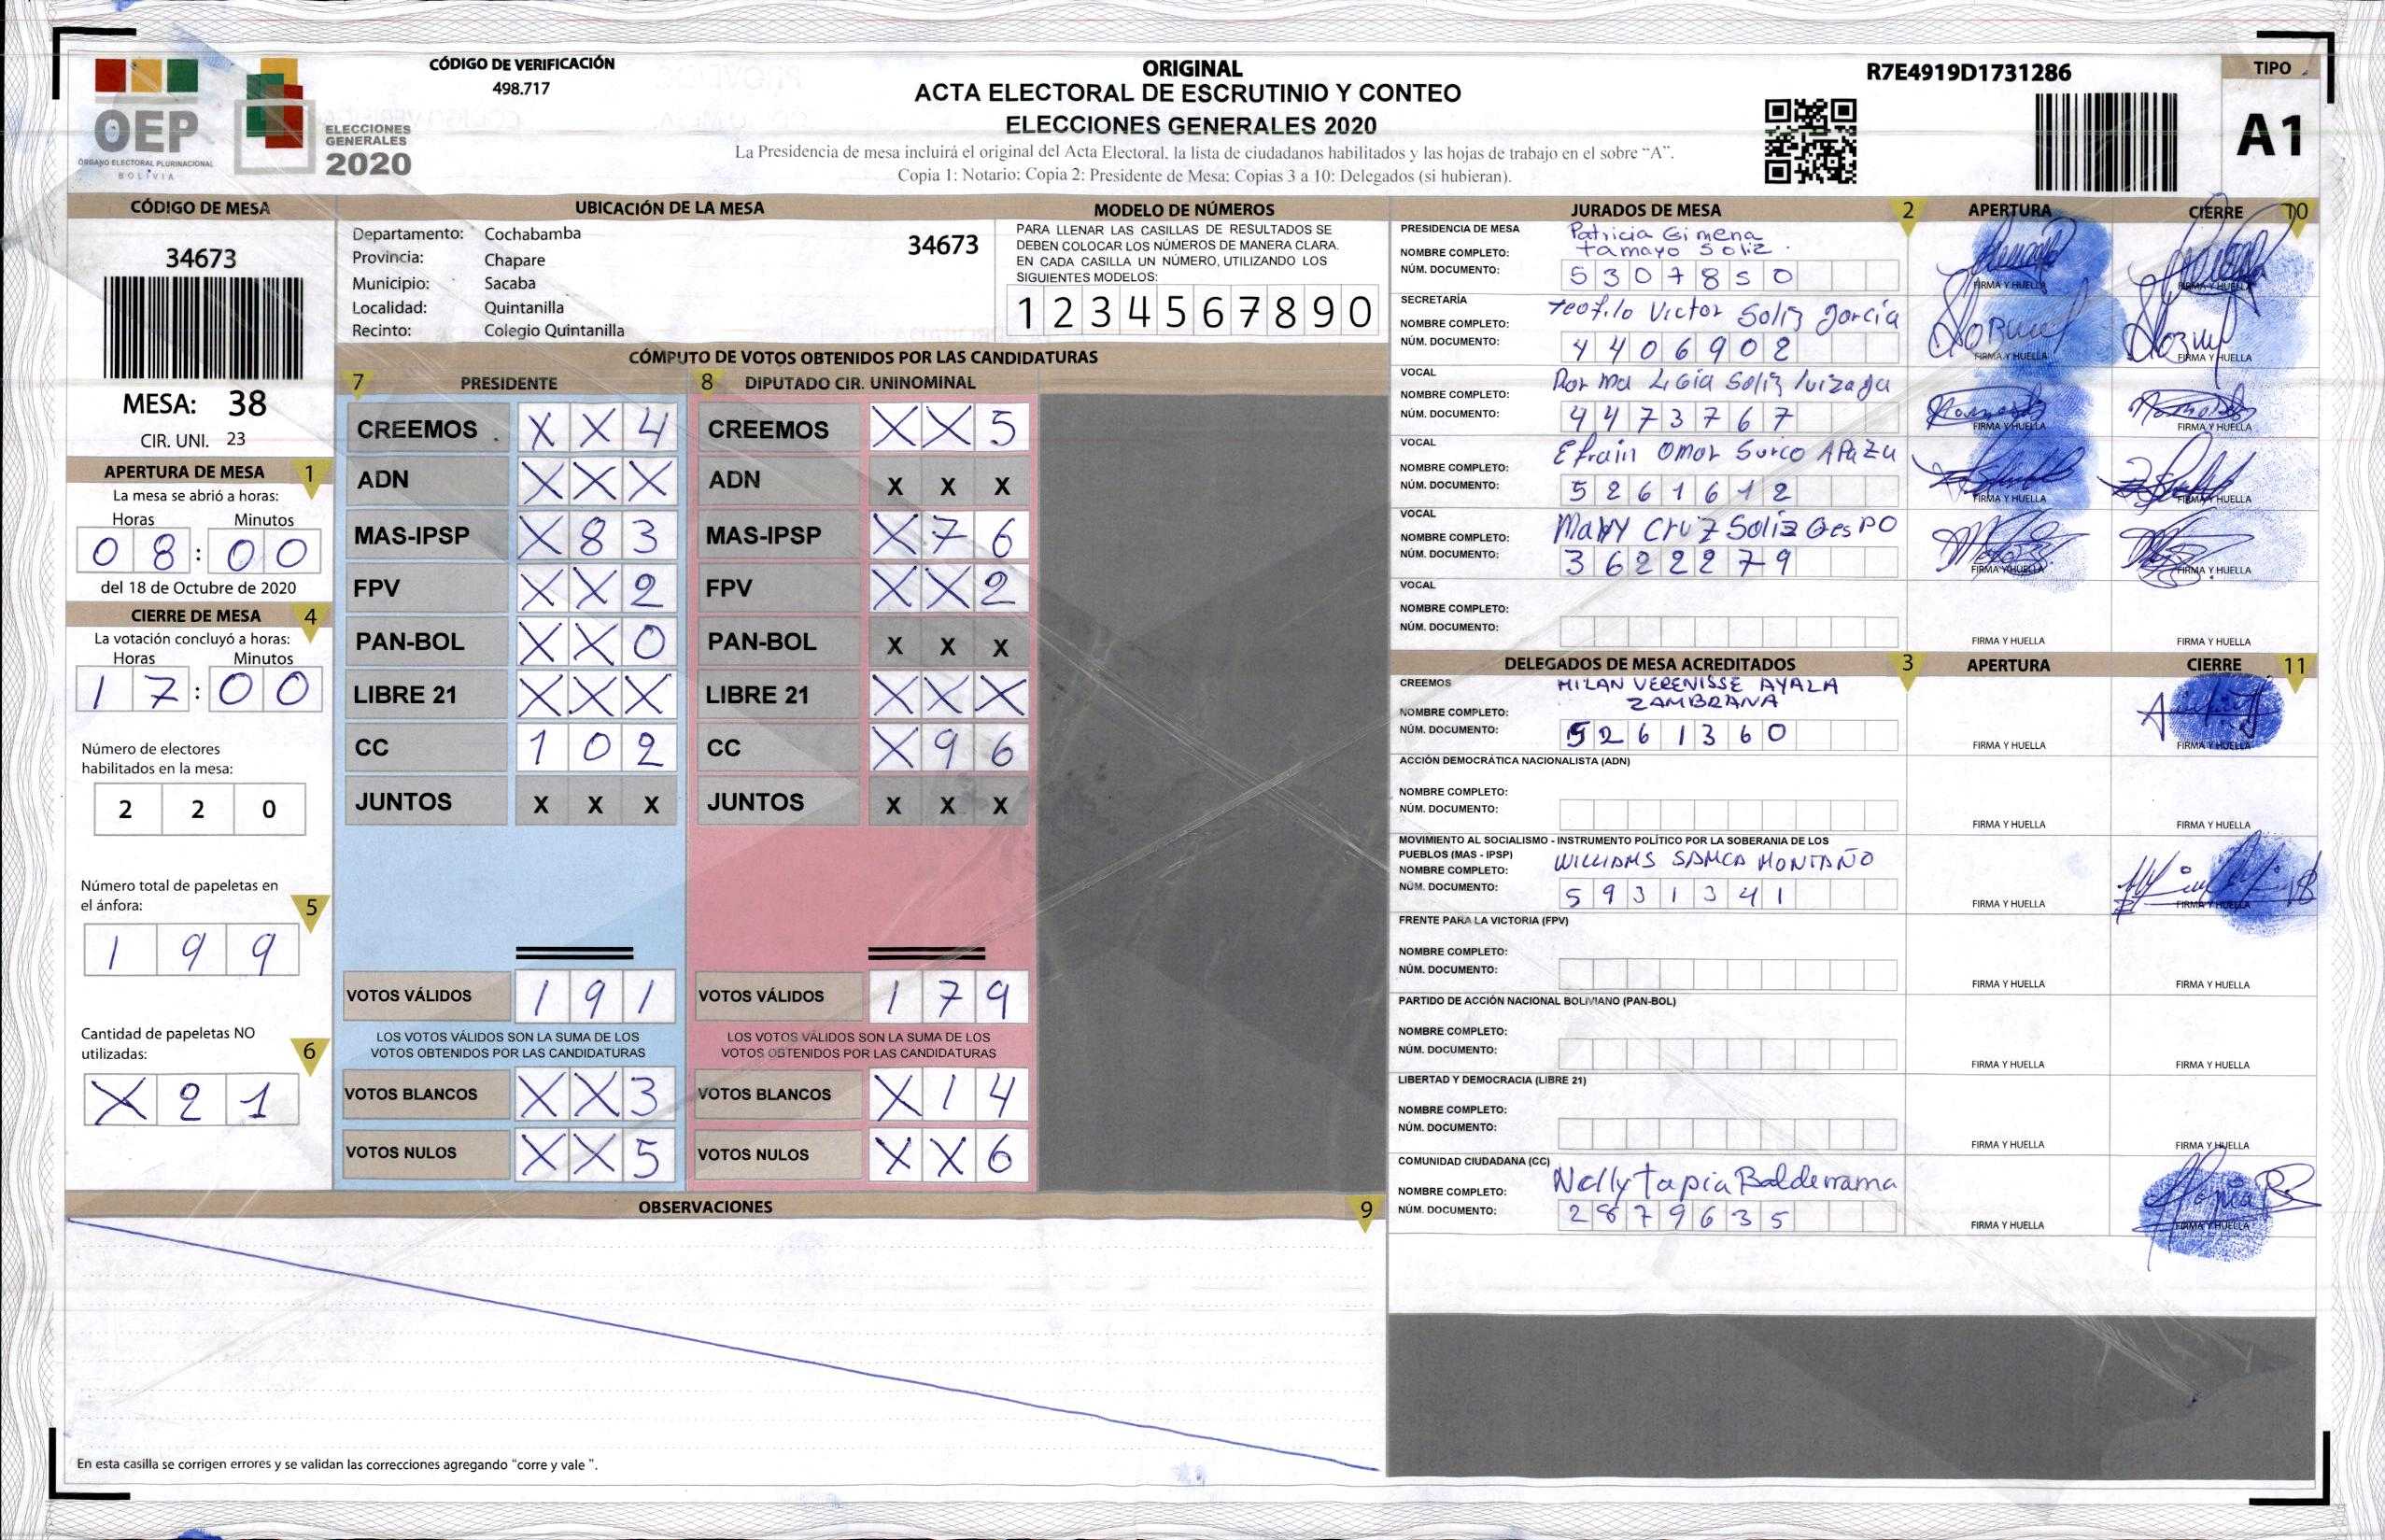 OEP
ÓRGANO ELECTORAL PLURINACIONAL
BOLIVIA
ELECCIONES
GENERALES
2020
CÓDIGO DE VERIFICACIÓN
498.717
ORIGINAL
ACTA ELECTORAL DE ESCRUTINIO Y CONTEO
ELECCIONES GENERALES 2020
La Presidencia de mesa incluirá el original del Acta Electoral, la lista de ciudadanos habilitados y las hojas de trabajo en el sobre “A”.
Copia 1: Notario; Copia 2: Presidente de Mesa; Copias 3 a 10: Delegados (si hubieran).
R7E4919D1731286
TIPO
A1
CÓDIGO DE MESA
34673
MESA: 38
CIR. UNI. 23
APERTURA DE MESA 1
La mesa se abrió a horas:
Horas Minutos
0 8 : 0 0
del 18 de Octubre de 2020
CIERRE DE MESA 4
La votación concluyó a horas:
Horas Minutos
1 7 : 0 0
Número de electores
habilitados en la mesa:
2 2 0
Número total de papeletas en
el ánfora: 5
1 9 9
Cantidad de papeletas NO
utilizadas: 6
X 2 1
UBICACIÓN DE LA MESA
Departamento: Cochabamba
34673
Provincia: Chapare
Municipio: Sacaba
Localidad: Quintanilla
Recinto: Colegio Quintanilla
MODELO DE NÚMEROS
PARA LLENAR LAS CASILLAS DE RESULTADOS SE
DEBEN COLOCAR LOS NÚMEROS DE MANERA CLARA.
EN CADA CASILLA UN NÚMERO, UTILIZANDO LOS
SIGUIENTES MODELOS:
1 2 3 4 5 6 7 8 9 0
CÓMPUTO DE VOTOS OBTENIDOS POR LAS CANDIDATURAS
7 PRESIDENTE
CREEMOS X X 4
ADN X X X
MAS-IPSP X 8 3
FPV X X 2
PAN-BOL X X 0
LIBRE 21 X X X
CC 1 0 2
JUNTOS X X X
VOTOS VÁLIDOS 1 9 1
LOS VOTOS VÁLIDOS SON LA SUMA DE LOS
VOTOS OBTENIDOS POR LAS CANDIDATURAS
VOTOS BLANCOS X X 3
VOTOS NULOS X X 5
8 DIPUTADO CIR. UNINOMINAL
CREEMOS X X 5
ADN X X X
MAS-IPSP X 7 6
FPV X X 2
PAN-BOL X X X
LIBRE 21 X X X
CC X 9 6
JUNTOS X X X
VOTOS VÁLIDOS 1 7 9
LOS VOTOS VÁLIDOS SON LA SUMA DE LOS
VOTOS OBTENIDOS POR LAS CANDIDATURAS
VOTOS BLANCOS X 1 4
VOTOS NULOS X X 6
OBSERVACIONES 9
En esta casilla se corrigen errores y se validan las correcciones agregando “corre y vale ”.
JURADOS DE MESA 2 APERTURA CIERRE 10
PRESIDENCIA DE MESA
Patricia Gimena
NOMBRE COMPLETO: tamayo Soliz
NÚM. DOCUMENTO: 5 3 0 7 8 5 0
FIRMA Y HUELLA FIRMA Y HUELLA
SECRETARÍA
NOMBRE COMPLETO: Teofilo Victor Soliz garcía
NÚM. DOCUMENTO: 4 4 0 6 9 0 2
FIRMA Y HUELLA FIRMA Y HUELLA
VOCAL
NOMBRE COMPLETO: Ligia Soliz
NÚM. DOCUMENTO: 4 4 7 3 7 6 7
FIRMA Y HUELLA FIRMA Y HUELLA
VOCAL
NOMBRE COMPLETO: Efrain Omar Surco APaza
NÚM. DOCUMENTO: 5 2 6 1 6 1 2
FIRMA Y HUELLA FIRMA Y HUELLA
VOCAL
NOMBRE COMPLETO: Mary Cruz Soliz
NÚM. DOCUMENTO: 3 6 2 2 2 7 9
FIRMA Y HUELLA FIRMA Y HUELLA
VOCAL
NOMBRE COMPLETO:
NÚM. DOCUMENTO:
FIRMA Y HUELLA FIRMA Y HUELLA
DELEGADOS DE MESA ACREDITADOS 3 APERTURA CIERRE 11
CREEMOS
MILAN VERENISSE AYALA
NOMBRE COMPLETO: ZAMBRANA
NÚM. DOCUMENTO: 5 2 6 1 3 6 0
FIRMA Y HUELLA FIRMA Y HUELLA
ACCIÓN DEMOCRÁTICA NACIONALISTA (ADN)
NOMBRE COMPLETO:
NÚM. DOCUMENTO:
FIRMA Y HUELLA FIRMA Y HUELLA
MOVIMIENTO AL SOCIALISMO - INSTRUMENTO POLÍTICO POR LA SOBERANIA DE LOS
PUEBLOS (MAS - IPSP)
NOMBRE COMPLETO: WILLIAMS MONTAÑO
NÚM. DOCUMENTO: 5 9 3 1 3 4 1
FIRMA Y HUELLA FIRMA Y HUELLA
FRENTE PARA LA VICTORIA (FPV)
NOMBRE COMPLETO:
NÚM. DOCUMENTO:
FIRMA Y HUELLA FIRMA Y HUELLA
PARTIDO DE ACCIÓN NACIONAL BOLIVIANO (PAN-BOL)
NOMBRE COMPLETO:
NÚM. DOCUMENTO:
FIRMA Y HUELLA FIRMA Y HUELLA
LIBERTAD Y DEMOCRACIA (LIBRE 21)
NOMBRE COMPLETO:
NÚM. DOCUMENTO:
FIRMA Y HUELLA FIRMA Y HUELLA
COMUNIDAD CIUDADANA (CC)
NOMBRE COMPLETO: Nelly tapia Balderrama
NÚM. DOCUMENTO: 2 8 7 9 6 3 5
FIRMA Y HUELLA FIRMA Y HUELLA